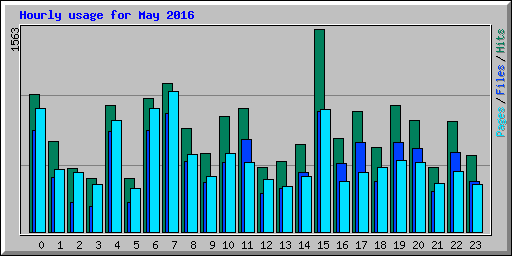 Hourly usage for May 2016
1563
Pages/Files/Hits
0 1 2 3 4 5 6 7 8 9 10 11 12 13 14 15 16 17 18 19 20 21 22 23